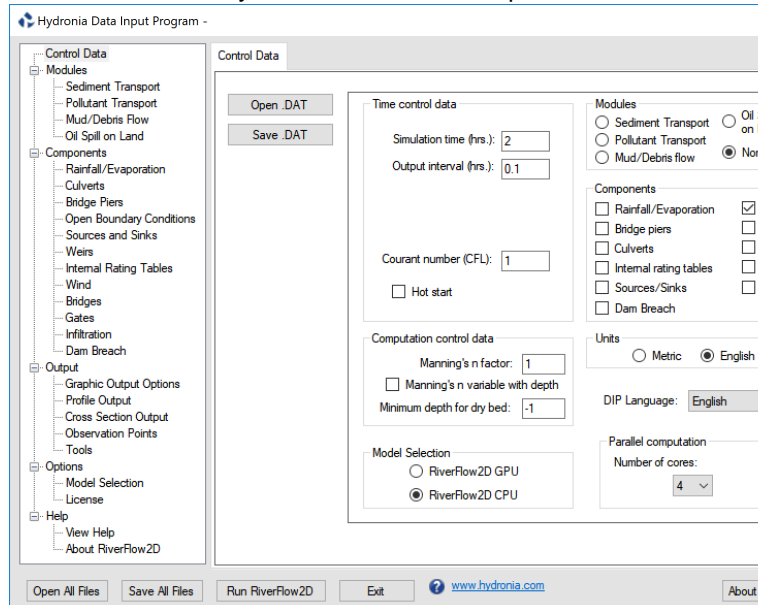 Hydronia Data Input Program -
Control Data
Modules
Sediment Transport
Pollutant Transport
Mud/Debris Flow
Oil Spill on Land
Components
Rainfall/Evaporation
Culverts
Bridge Piers
Open Boundary Conditions
Sources and Sinks
Weirs
Internal Rating Tables
Wind
Bridges
Gates
Infiltration
Dam Breach
Output
Graphic Output Options
Profile Output
Cross Section Output
Observation Points
Tools
Options
Model Selection
License
Help
View Help
About RiverFlow2D
Control Data
Open .DAT
Save .DAT
Time control data
Simulation time (hrs.): 2
Output interval (hrs.): 0.1
Courant number (CFL): 1
Hot start
Computation control data
Manning's n factor: 1
Manning's n variable with depth
Minimum depth for dry bed: -1
Model Selection
RiverFlow2D GPU
RiverFlow2D CPU
Modules
Sediment Transport
Pollutant Transport
Mud/Debris flow
Oil
on
Components
Rainfall/Evaporation
Bridge piers
Culverts
Internal rating tables
Sources/Sinks
Dam Breach
Units
Metric English
DIP Language: English
Parallel computation
Number of cores:
4
Open All Files Save All Files Run RiverFlow2D Exit www.hydronia.com About